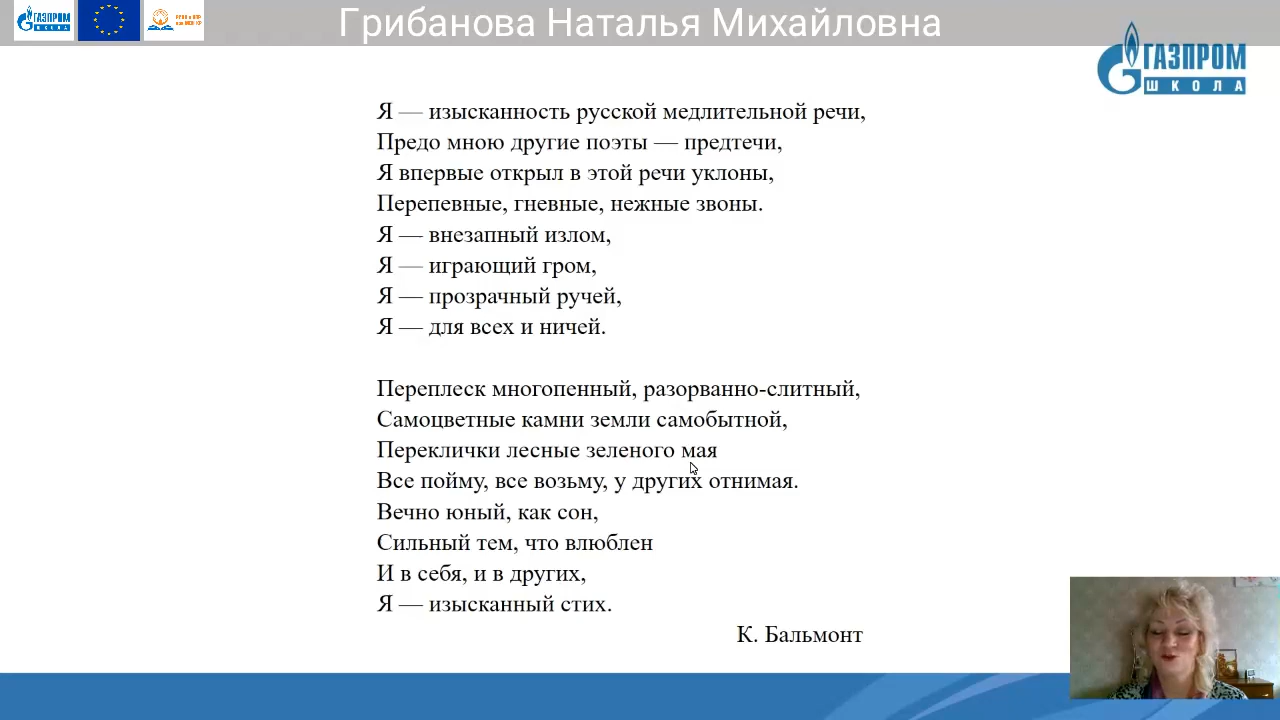 ГАЗПРОМ
ШКОЛА
Грибанова Наталья Михайловна
ГАЗПРОМ
ШКОЛА
Я — изысканность русской медлительной речи,
Предо мною другие поэты — предтечи,
Я впервые открыл в этой речи уклоны,
Перепевные, гневные, нежные звоны.
Я — внезапный излом,
Я — играющий гром,
Я — прозрачный ручей,
Я — для всех и ничей.
Переплеск многопенный, разорванно-слитный,
Самоцветные камни земли самобытной,
Переклички лесные зеленого мая
Все пойму, все возьму, у других отнимая.
Вечно юный, как сон,
Сильный тем, что влюблен
И в себя, и в других,
Я — изысканный стих.
К. Бальмонт